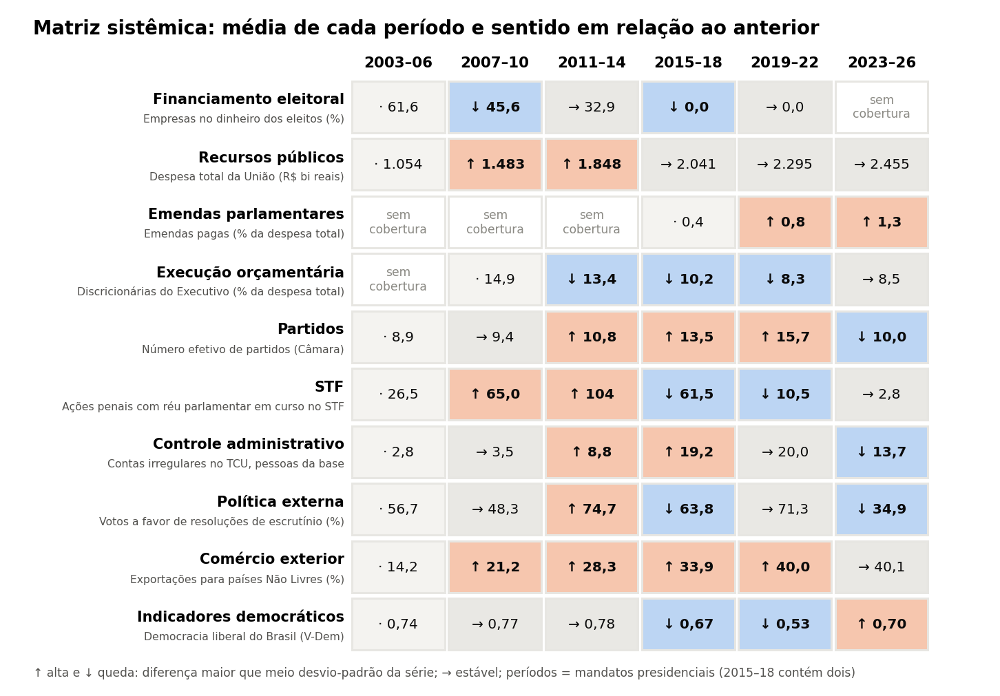 Matriz sistêmica: média de cada período e sentido em relação ao anterior
2003–06 2007–10 2011–14 2015–18 2019–22 2023–26
Financiamento eleitoral
Empresas no dinheiro dos eleitos (%)
· 61,6 ↓ 45,6 → 32,9 ↓ 0,0 → 0,0 sem cobertura
Recursos públicos
Despesa total da União (R$ bi reais)
· 1.054 ↑ 1.483 ↑ 1.848 → 2.041 → 2.295 → 2.455
Emendas parlamentares
Emendas pagas (% da despesa total)
sem cobertura sem cobertura sem cobertura · 0,4 ↑ 0,8 ↑ 1,3
Execução orçamentária
Discricionárias do Executivo (% da despesa total)
sem cobertura · 14,9 ↓ 13,4 ↓ 10,2 ↓ 8,3 → 8,5
Partidos
Número efetivo de partidos (Câmara)
· 8,9 → 9,4 ↑ 10,8 ↑ 13,5 ↑ 15,7 ↓ 10,0
STF
Ações penais com réu parlamentar em curso no STF
· 26,5 ↑ 65,0 ↑ 104 ↓ 61,5 ↓ 10,5 → 2,8
Controle administrativo
Contas irregulares no TCU, pessoas da base
· 2,8 → 3,5 ↑ 8,8 ↑ 19,2 → 20,0 ↓ 13,7
Política externa
Votos a favor de resoluções de escrutínio (%)
· 56,7 → 48,3 ↑ 74,7 ↓ 63,8 → 71,3 ↓ 34,9
Comércio exterior
Exportações para países Não Livres (%)
· 14,2 ↑ 21,2 ↑ 28,3 ↑ 33,9 ↑ 40,0 → 40,1
Indicadores democráticos
Democracia liberal do Brasil (V-Dem)
· 0,74 → 0,77 → 0,78 ↓ 0,67 ↓ 0,53 ↑ 0,70
↑ alta e ↓ queda: diferença maior que meio desvio-padrão da série; → estável; períodos = mandatos presidenciais (2015–18 contém dois)